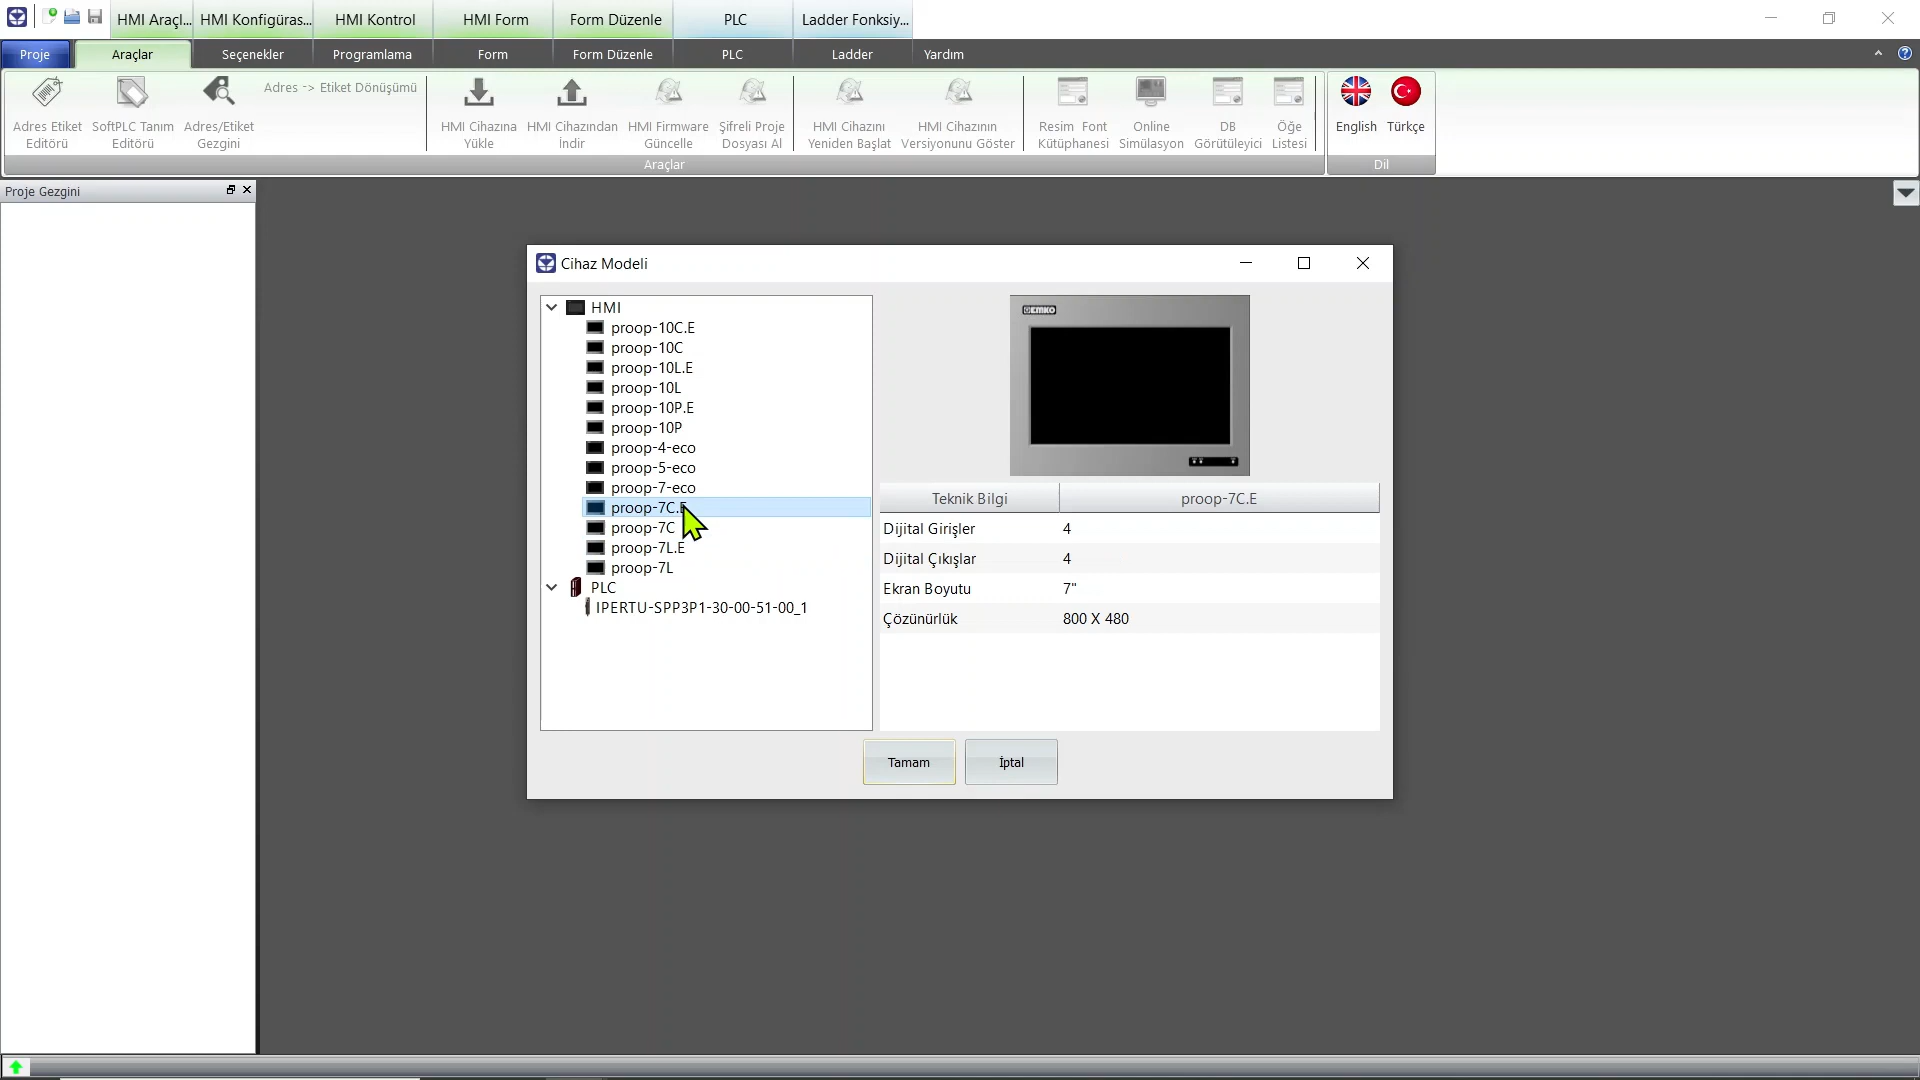 HMI Araçl...
HMI Konfigüras...
HMI Kontrol
HMI Form
Form Düzenle
PLC
Ladder Fonksiy...
Proje
Araçlar
Seçenekler
Programlama
Form
Form Düzenle
PLC
Ladder
Yardım
Adres Etiket
Editörü
SoftPLC Tanım
Editörü
Adres/Etiket
Gezgini
Adres -> Etiket Dönüşümü
HMI Cihazına
Yükle
HMI Cihazından
İndir
HMI Firmware
Güncelle
Şifreli Proje
Dosyası Al
HMI Cihazını
Yeniden Başlat
HMI Cihazının
Versiyonunu Göster
Resim Font
Kütüphanesi
Online
Simülasyon
DB
Görütüleyici
Öğe
Listesi
English
Türkçe
Araçlar
Dil
Proje Gezgini
Cihaz Modeli
HMI
proop-10C.E
proop-10C
proop-10L.E
proop-10L
proop-10P.E
proop-10P
proop-4-eco
proop-5-eco
proop-7-eco
proop-7C.E
proop-7C
proop-7L.E
proop-7L
PLC
IPERTU-SPP3P1-30-00-51-00_1
EMKO
Teknik Bilgi
proop-7C.E
Dijital Girişler
4
Dijital Çıkışlar
4
Ekran Boyutu
7"
Çözünürlük
800 X 480
Tamam
İptal